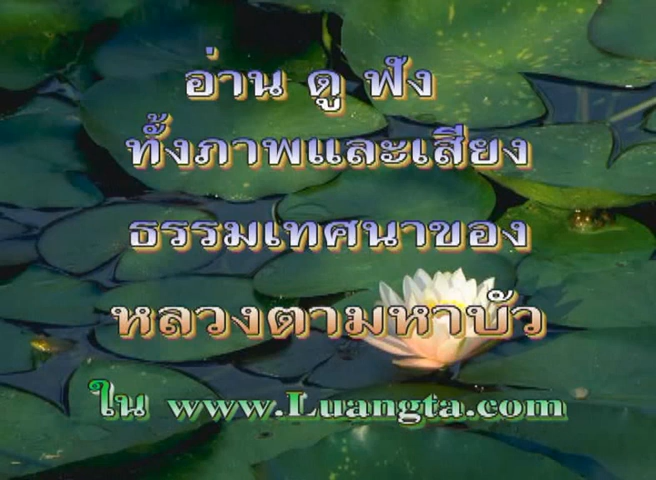 อ่าน ดู ฟัง
ทั้งภาพและเสียง
ธรรมเทศนาของ
หลวงตามหาบัว
ใน www.Luangta.com